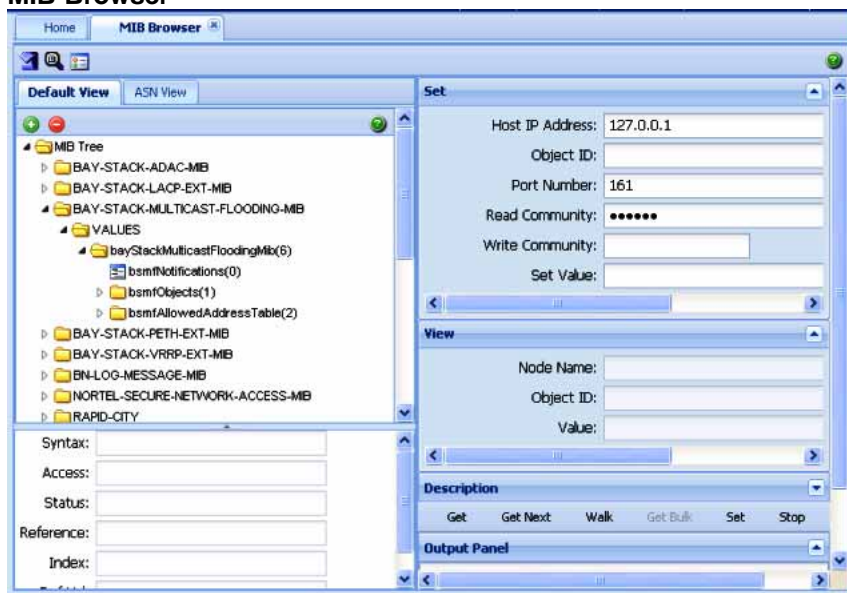 MIB Browser
Home
MIB Browser
Default View
ASN View
MIB Tree
BAY-STACK-ADAC-MIB
BAY-STACK-LACP-EXT-MIB
BAY-STACK-MULTICAST-FLOODING-MIB
VALUES
bayStackMulticastFloodingMib(6)
bsmfNotifications(0)
bsmfObjects(1)
bsmfAllowedAddressTable(2)
BAY-STACK-PETH-EXT-MIB
BAY-STACK-VRRP-EXT-MIB
BN-LOG-MESSAGE-MIB
NORTEL-SECURE-NETWORK-ACCESS-MIB
RAPID-CITY
Syntax:
Access:
Status:
Reference:
Index:
Set
Host IP Address: 127.0.0.1
Object ID:
Port Number: 161
Read Community: ●●●●●●
Write Community:
Set Value:
View
Node Name:
Object ID:
Value:
Description
Get Get Next Walk Get Bulk Set Stop
Output Panel